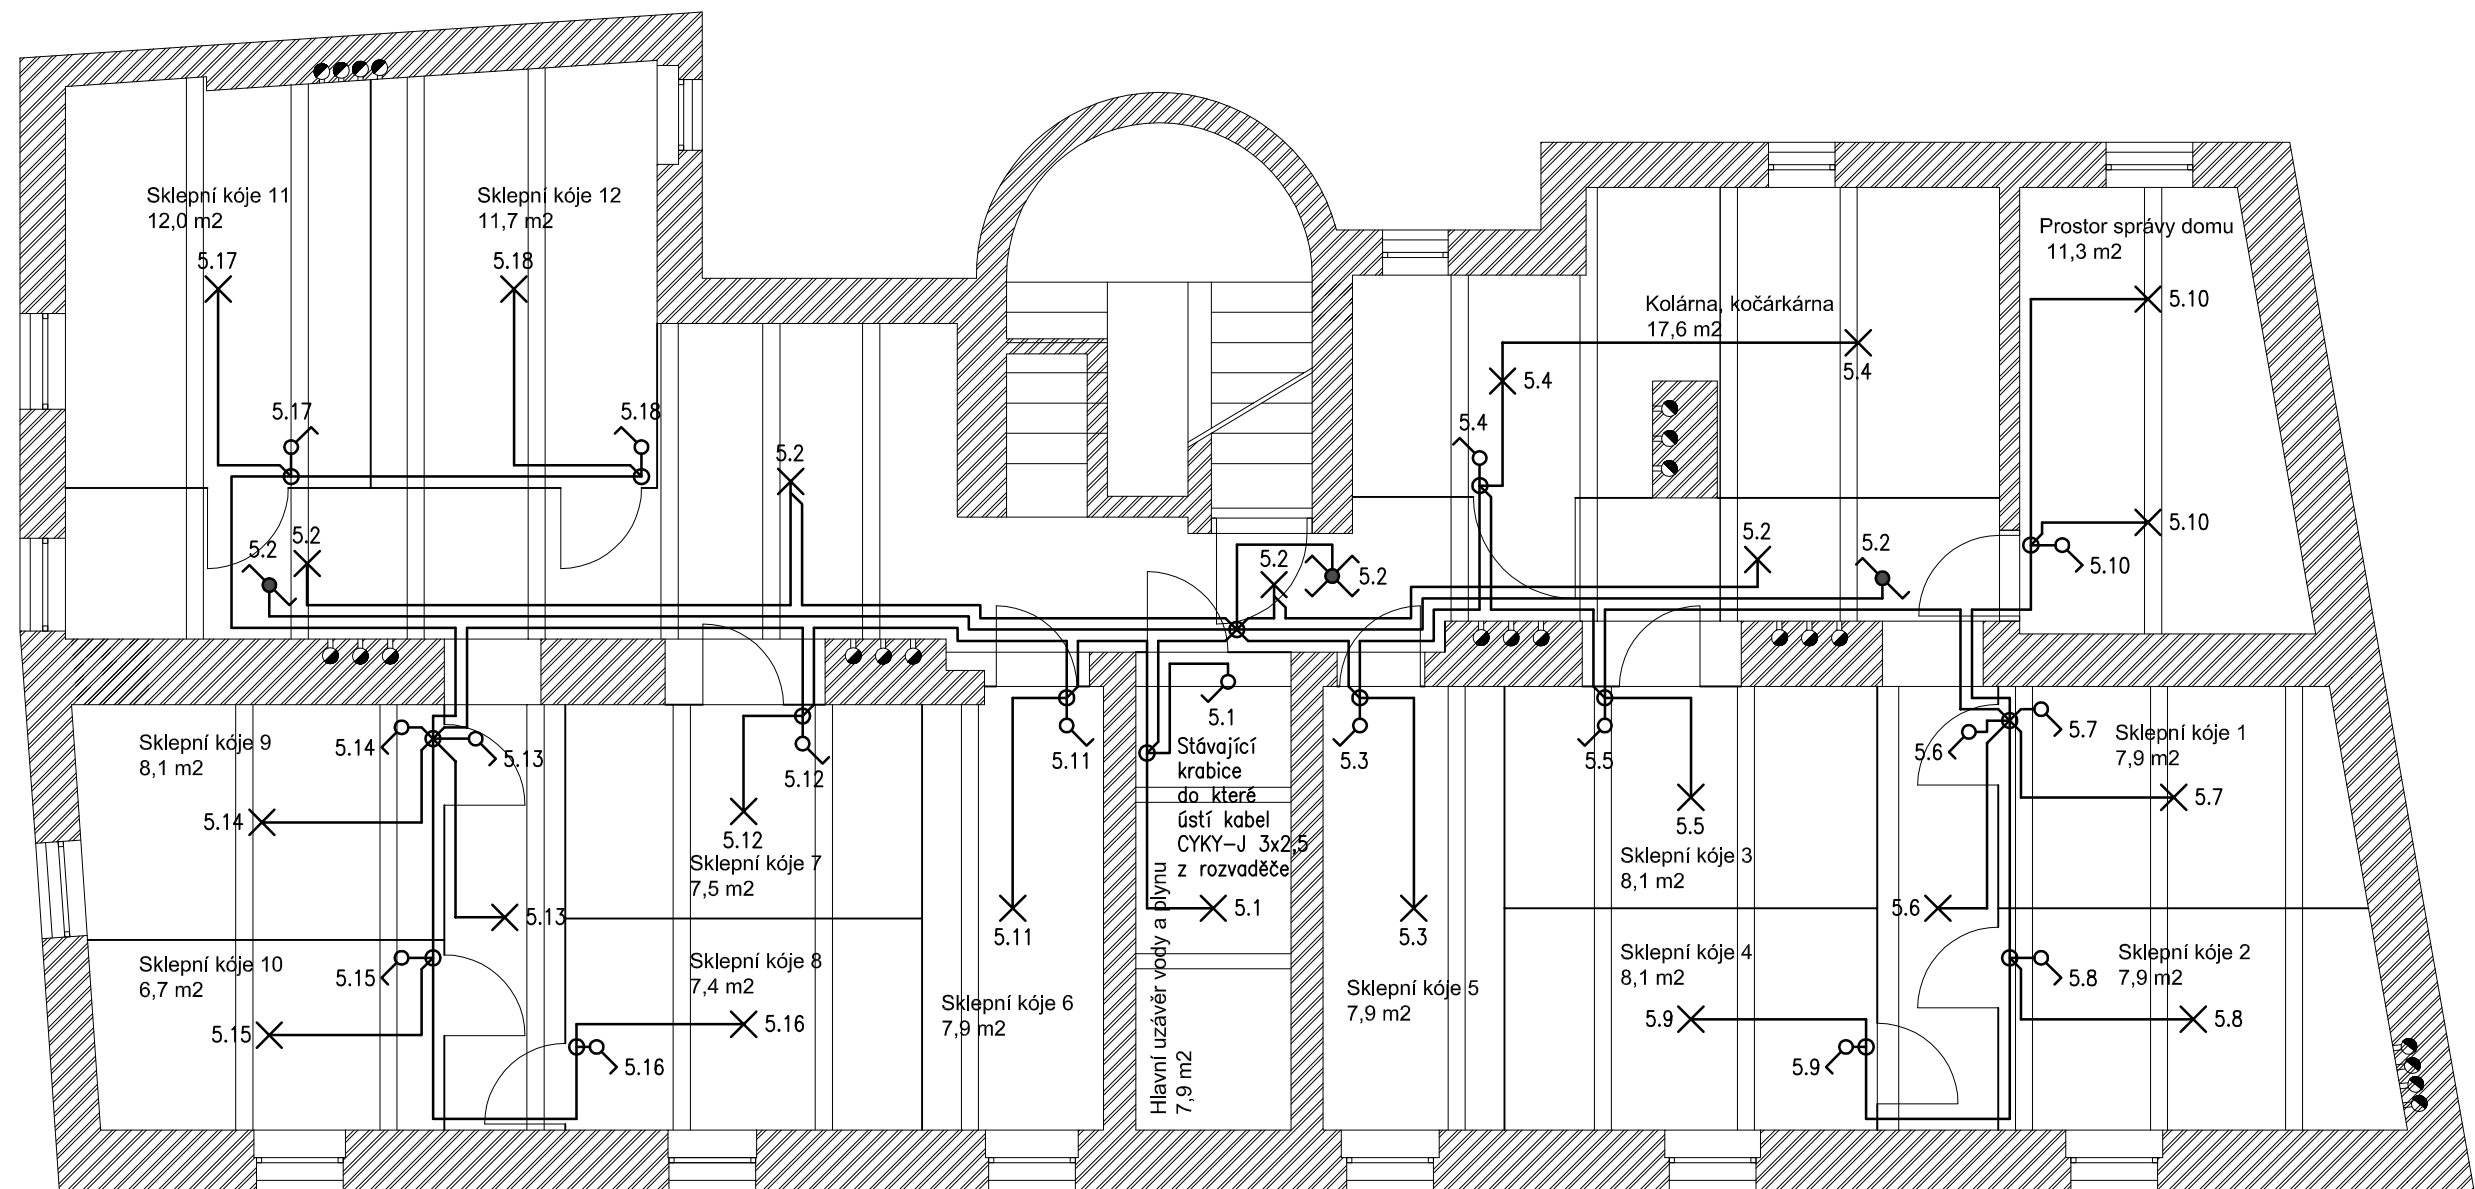 Sklepní kóje 11
12,0 m2
5.17
5.17
Sklepní kóje 12
11,7 m2
5.18
5.18
5.2
5.2
5.2
5.2
5.2
5.2
5.2
Kolárna, kočárkárna
17,6 m2
5.4
5.4
5.4
Prostor správy domu
11,3 m2
5.10
5.10
5.10
Sklepní kóje 9
8,1 m2
5.14
5.14
5.13
5.13
Sklepní kóje 10
6,7 m2
5.15
5.15
5.12
5.12
Sklepní kóje 7
7,5 m2
Sklepní kóje 8
7,4 m2
5.16
5.16
5.11
5.11
Sklepní kóje 6
7,9 m2
5.1
Stávající
krabice
do které
ústí kabel
CYKY-J 3x2,5
z rozvaděče
5.1
Hlavní uzávěr vody a plynu
7,9 m2
5.3
5.3
Sklepní kóje 5
7,9 m2
5.5
5.5
Sklepní kóje 3
8,1 m2
Sklepní kóje 4
8,1 m2
5.9
5.9
5.6
5.6
5.7
Sklepní kóje 1
7,9 m2
5.7
Sklepní kóje 2
7,9 m2
5.8
5.8